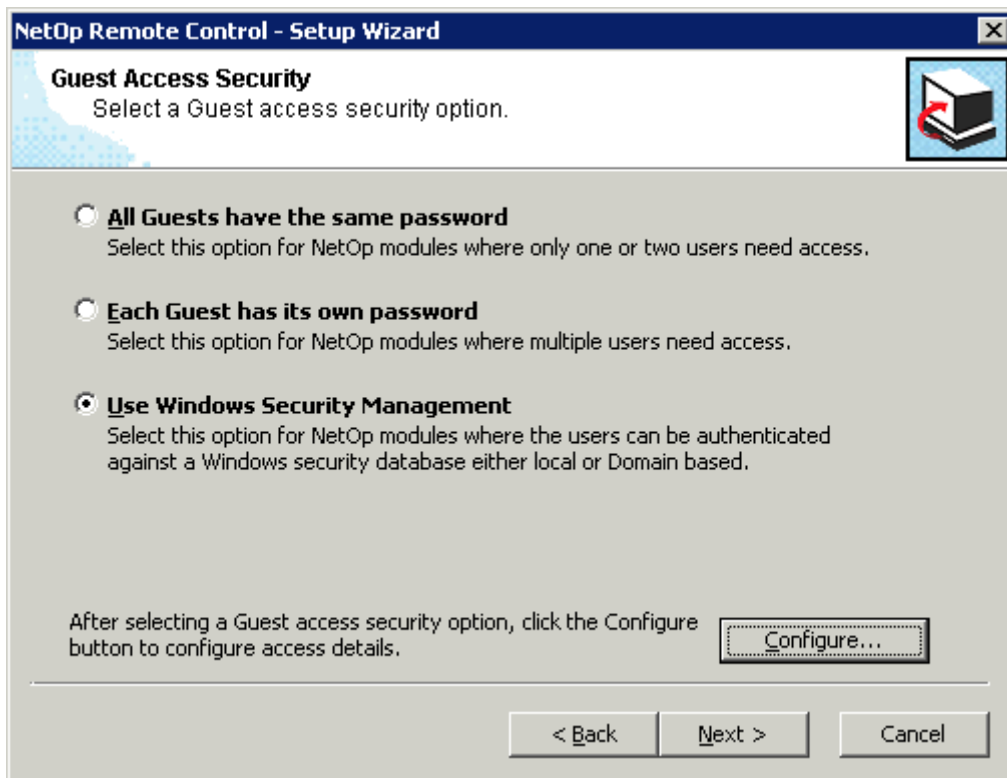 NetOp Remote Control - Setup Wizard
Guest Access Security
Select a Guest access security option.
All Guests have the same password
Select this option for NetOp modules where only one or two users need access.
Each Guest has its own password
Select this option for NetOp modules where multiple users need access.
Use Windows Security Management
Select this option for NetOp modules where the users can be authenticated
against a Windows security database either local or Domain based.
After selecting a Guest access security option, click the Configure
button to configure access details.
Configure...
< Back
Next >
Cancel